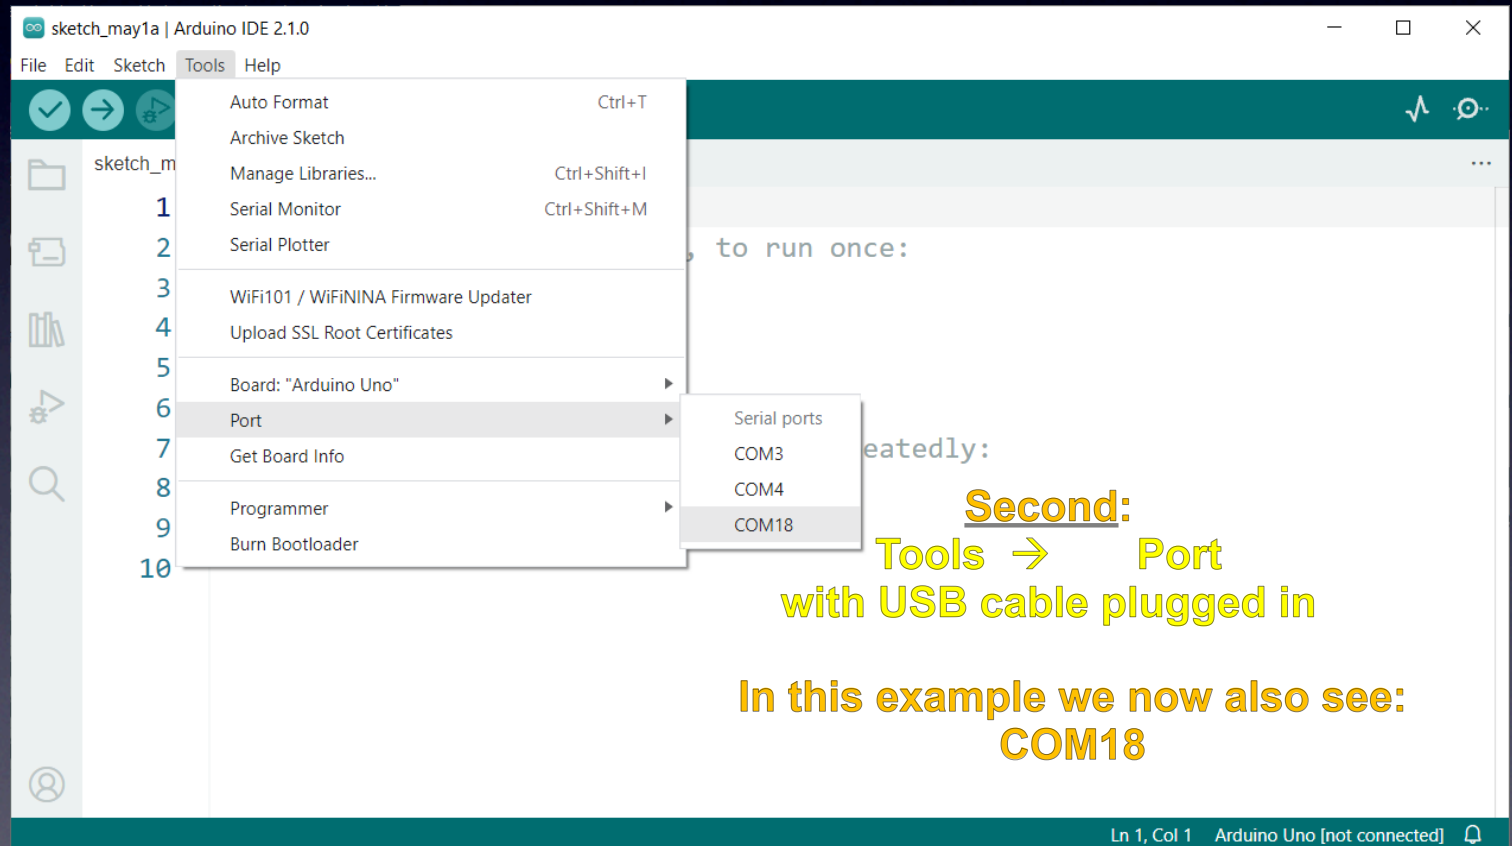 sketch_may1a | Arduino IDE 2.1.0
File Edit Sketch Tools Help
Auto Format Ctrl+T
Archive Sketch
Manage Libraries... Ctrl+Shift+I
Serial Monitor Ctrl+Shift+M
Serial Plotter
WiFi101 / WiFiNINA Firmware Updater
Upload SSL Root Certificates
Board: "Arduino Uno"
Port
Get Board Info
Programmer
Burn Bootloader
Serial ports
COM3
COM4
COM18
sketch_m
...
1
2 , to run once:
3
4
5
6
7 eatedly:
8
9
10
Second:
Tools → Port
with USB cable plugged in
In this example we now also see:
COM18
Ln 1, Col 1 Arduino Uno [not connected]